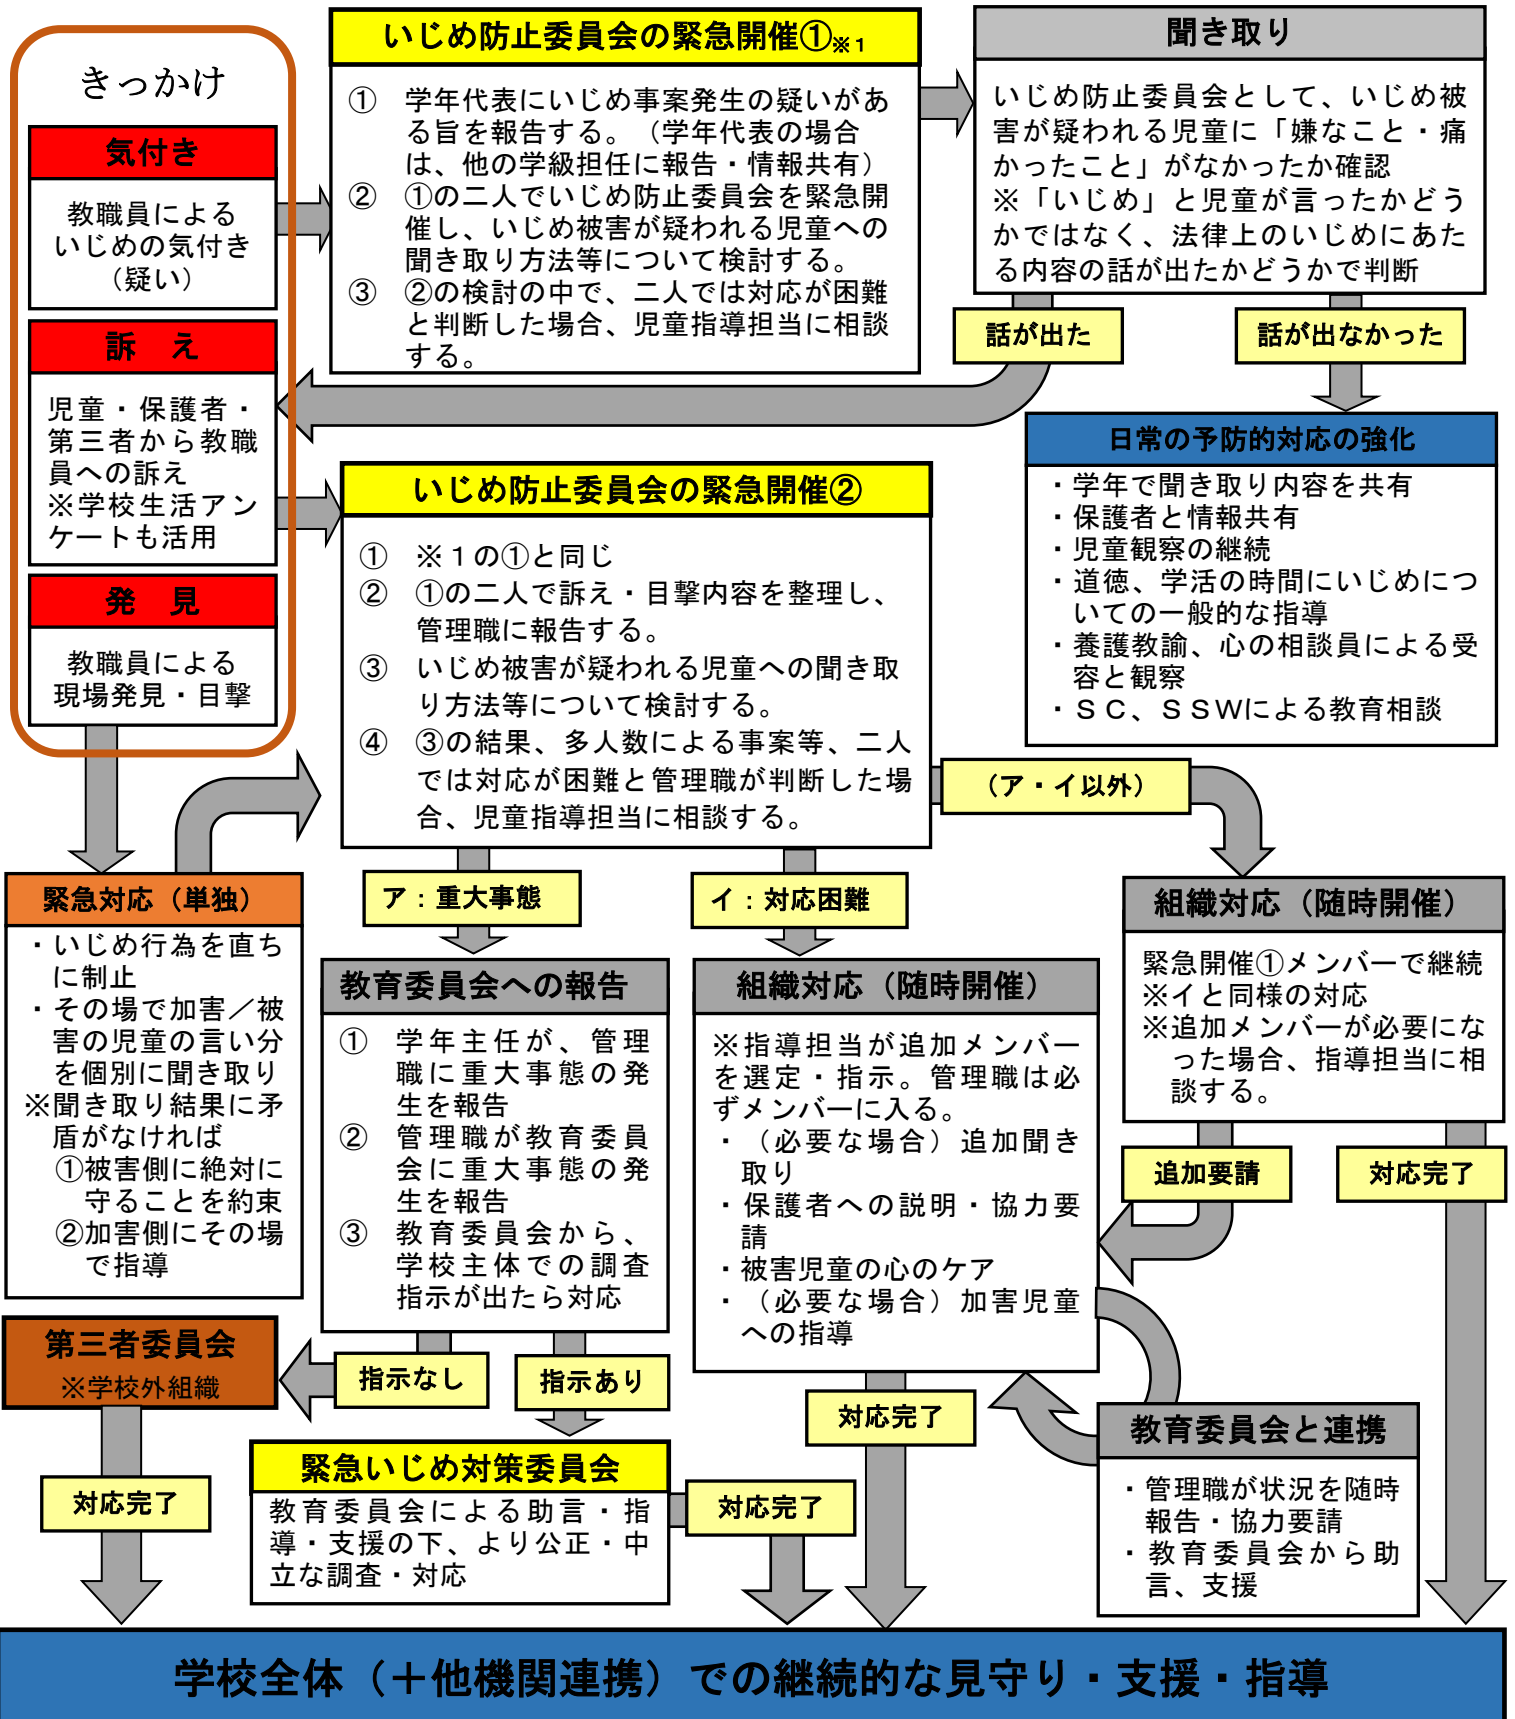 きっかけ
気付き
教職員による
いじめの気付き
（疑い）
訴　え
児童・保護者・
第三者から教職
員への訴え
※学校生活アン
ケートも活用
発　見
教職員による
現場発見・目撃
いじめ防止委員会の緊急開催①※１
①　学年代表にいじめ事案発生の疑いがあ
る旨を報告する。（学年代表の場合
は、他の学級担任に報告・情報共有）
②　①の二人でいじめ防止委員会を緊急開
催し、いじめ被害が疑われる児童への
聞き取り方法等について検討する。
③　②の検討の中で、二人では対応が困難
と判断した場合、児童指導担当に相談
する。
聞き取り
いじめ防止委員会として、いじめ被
害が疑われる児童に「嫌なこと・痛
かったこと」がなかったか確認
※「いじめ」と児童が言ったかどう
かではなく、法律上のいじめにあた
る内容の話が出たかどうかで判断
話が出た
話が出なかった
日常の予防的対応の強化
・学年で聞き取り内容を共有
・保護者と情報共有
・児童観察の継続
・道徳、学活の時間にいじめにつ
いての一般的な指導
・養護教諭、心の相談員による受
容と観察
・ＳＣ、ＳＳＷによる教育相談
いじめ防止委員会の緊急開催②
①　※１の①と同じ
②　①の二人で訴え・目撃内容を整理し、
管理職に報告する。
③　いじめ被害が疑われる児童への聞き取
り方法等について検討する。
④　③の結果、多人数による事案等、二人
では対応が困難と管理職が判断した場
合、児童指導担当に相談する。
（ア・イ以外）
ア：重大事態
イ：対応困難
緊急対応（単独）
・いじめ行為を直ち
に制止
・その場で加害／被
害の児童の言い分
を個別に聞き取り
※聞き取り結果に矛
盾がなければ
①被害側に絶対に
守ることを約束
②加害側にその場
で指導
教育委員会への報告
①　学年主任が、管理
職に重大事態の発
生を報告
②　管理職が教育委員
会に重大事態の発
生を報告
③　教育委員会から、
学校主体での調査
指示が出たら対応
組織対応（随時開催）
※指導担当が追加メンバー
を選定・指示。管理職は必
ずメンバーに入る。
・（必要な場合）追加聞き
取り
・保護者への説明・協力要
請
・被害児童の心のケア
・（必要な場合）加害児童
への指導
組織対応（随時開催）
緊急開催①メンバーで継続
※イと同様の対応
※追加メンバーが必要にな
った場合、指導担当に相
談する。
追加要請
対応完了
第三者委員会
※学校外組織
指示なし
指示あり
対応完了
教育委員会と連携
・管理職が状況を随時
報告・協力要請
・教育委員会から助
言、支援
対応完了
緊急いじめ対策委員会
教育委員会による助言・指
導・支援の下、より公正・中
立な調査・対応
対応完了
学校全体（＋他機関連携）での継続的な見守り・支援・指導